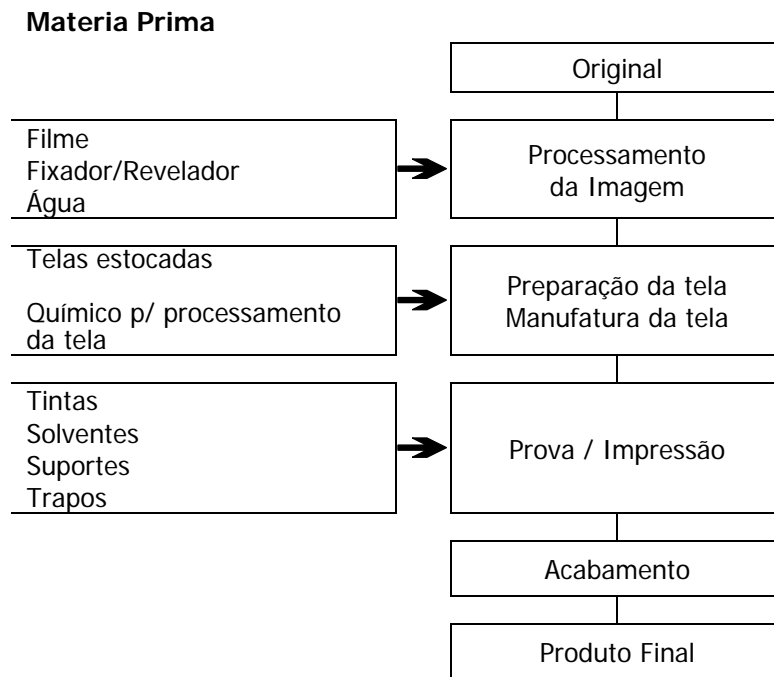 Materia Prima
Original
Filme
Fixador/Revelador
Água
Processamento
da Imagem
Telas estocadas
Químico p/ processamento
da tela
Preparação da tela
Manufatura da tela
Tintas
Solventes
Suportes
Trapos
Prova / Impressão
Acabamento
Produto Final